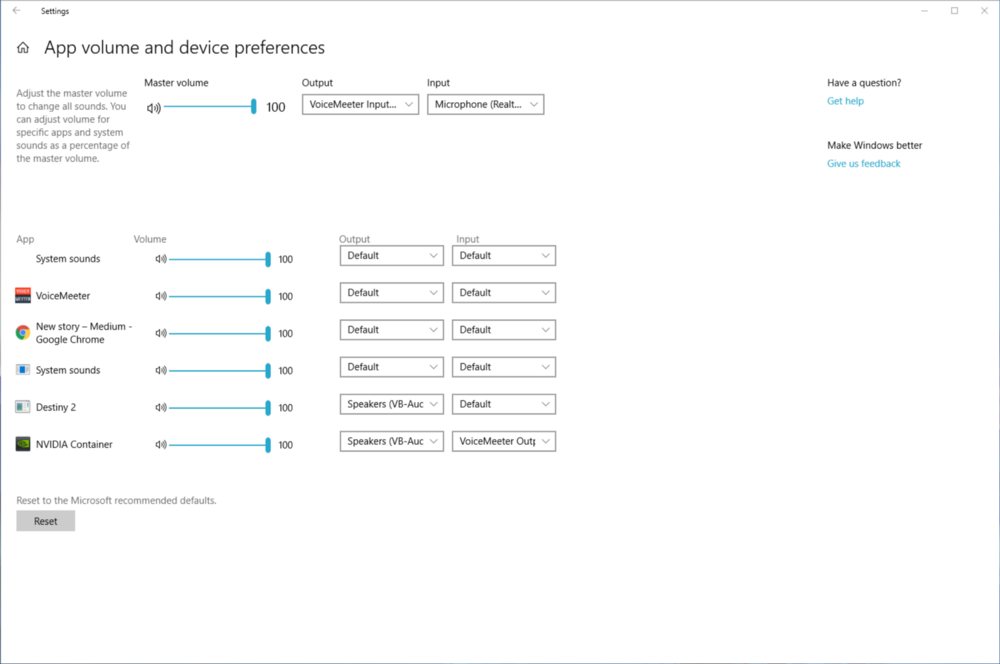 Settings
App volume and device preferences
Adjust the master volume
to change all sounds. You
can adjust volume for
specific apps and system
sounds as a percentage of
the master volume.
Master volume
100
Output
VoiceMeeter Input...
Input
Microphone (Realt...
Have a question?
Get help
Make Windows better
Give us feedback
App Volume Output Input
System sounds 100 Default Default
VoiceMeeter 100 Default Default
New story – Medium -
Google Chrome 100 Default Default
System sounds 100 Default Default
Destiny 2 100 Speakers (VB-Auc Default
NVIDIA Container 100 Speakers (VB-Auc VoiceMeeter Outp
Reset to the Microsoft recommended defaults.
Reset